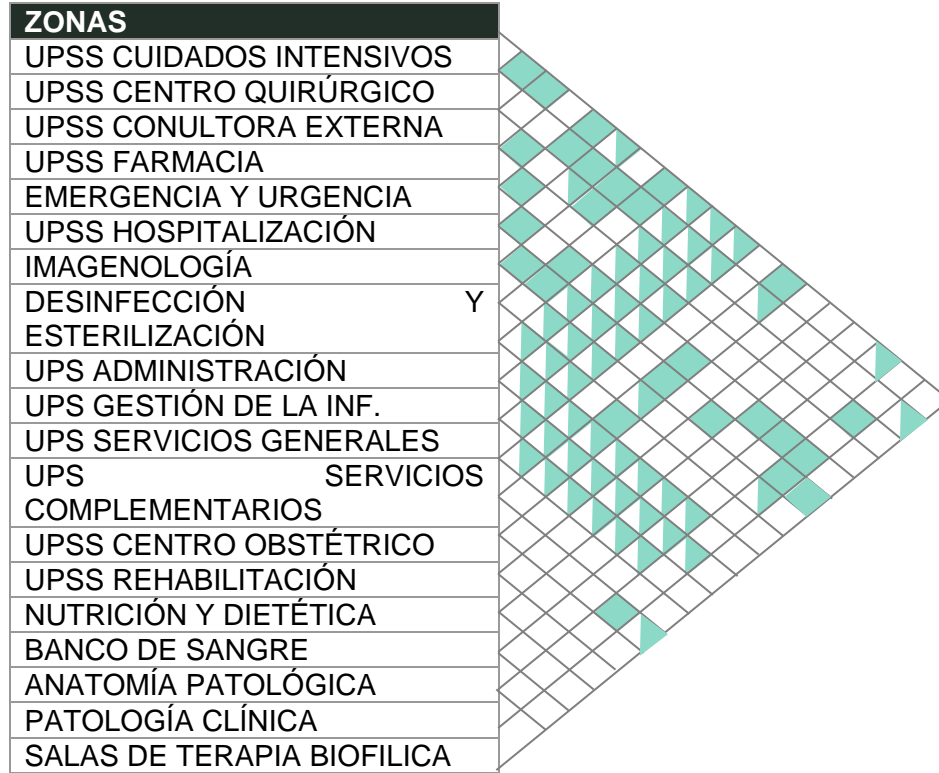 ZONAS
UPSS CUIDADOS INTENSIVOS
UPSS CENTRO QUIRÚRGICO
UPSS CONULTORA EXTERNA
UPSS FARMACIA
EMERGENCIA Y URGENCIA
UPSS HOSPITALIZACIÓN
IMAGENOLOGÍA
DESINFECCIÓN Y
ESTERILIZACIÓN
UPS ADMINISTRACIÓN
UPS GESTIÓN DE LA INF.
UPS SERVICIOS GENERALES
UPS SERVICIOS
COMPLEMENTARIOS
UPSS CENTRO OBSTÉTRICO
UPSS REHABILITACIÓN
NUTRICIÓN Y DIETÉTICA
BANCO DE SANGRE
ANATOMÍA PATOLÓGICA
PATOLOGÍA CLÍNICA
SALAS DE TERAPIA BIOFILICA